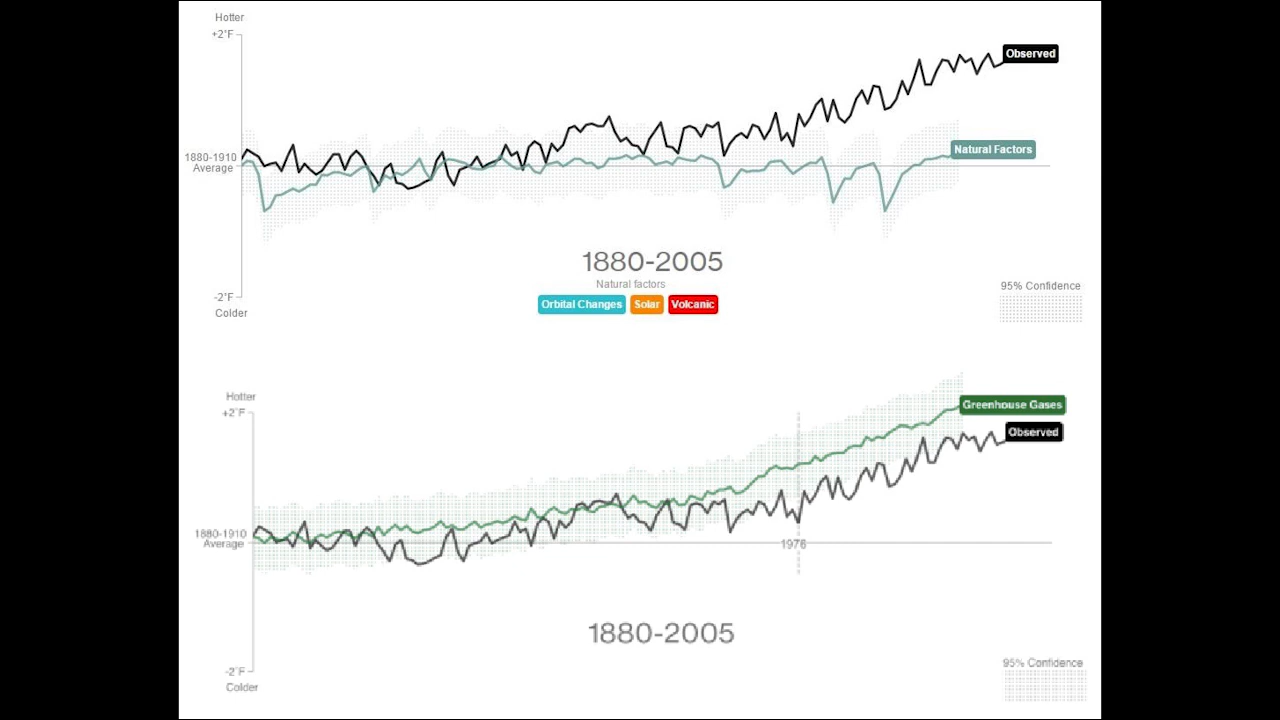 Hotter
+2°F
Observed
1880-1910
Average
Natural Factors
1880-2005
Natural factors
Orbital Changes Solar Volcanic
95% Confidence
-2°F
Colder
Hotter
+2°F
Greenhouse Gases
Observed
1880-1910
Average
1976
1880-2005
95% Confidence
-2°F
Colder